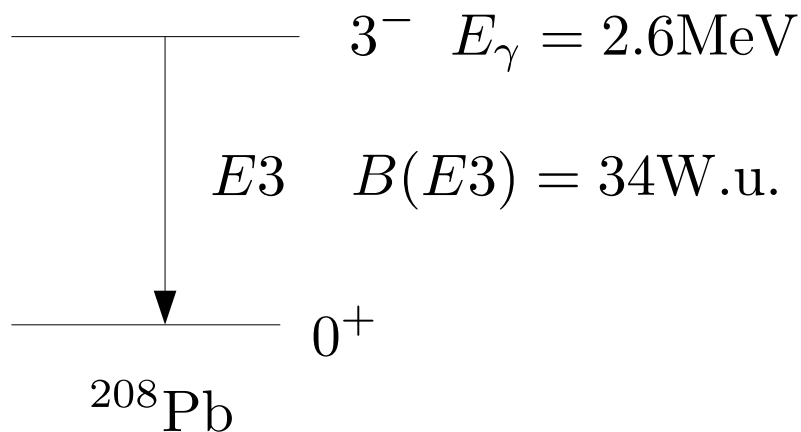 3⁻ E_γ = 2.6MeV
E3 B(E3) = 34W.u.
0⁺
²⁰⁸Pb